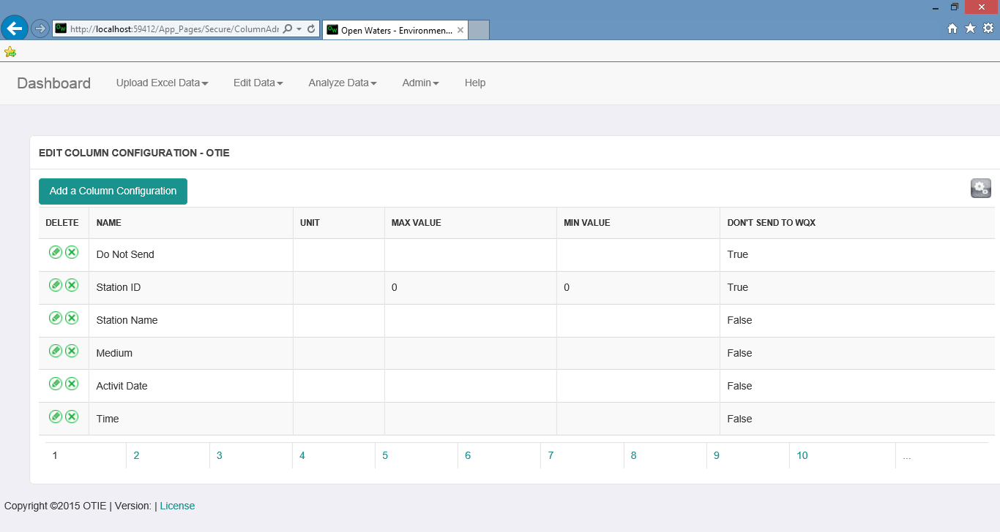 http://localhost:59412/App_Pages/Secure/ColumnAdr
Open Waters - Environmen...
Dashboard Upload Excel Data Edit Data Analyze Data Admin Help
EDIT COLUMN CONFIGURATION - OTIE
Add a Column Configuration
DELETE NAME UNIT MAX VALUE MIN VALUE DON'T SEND TO WQX
Do Not Send True
Station ID 0 0 True
Station Name False
Medium False
Activit Date False
Time False
1 2 3 4 5 6 7 8 9 10 ...
Copyright ©2015 OTIE | Version: | License